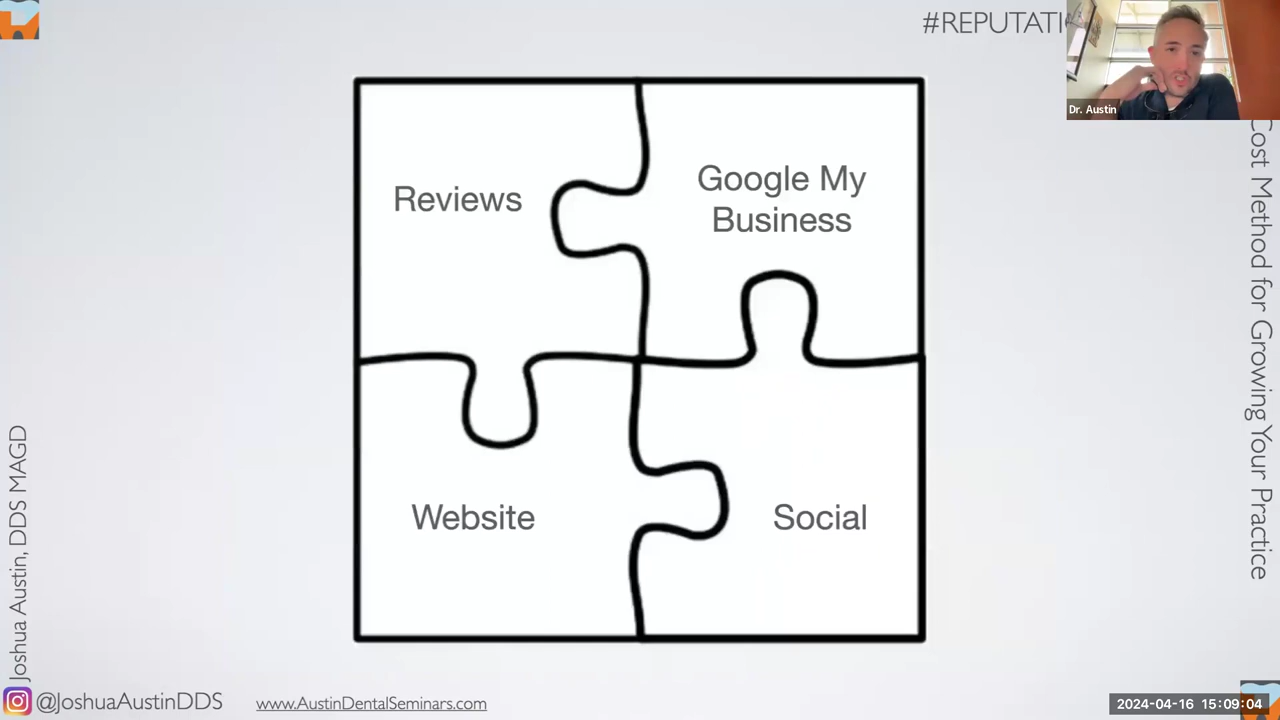 #REPUTATI
Dr. Austin
Reviews
Google My
Business
Website
Social
Joshua Austin, DDS MAGD
Cost Method for Growing Your Practice
@JoshuaAustinDDS
www.AustinDentalSeminars.com
2024-04-16 15:09:04